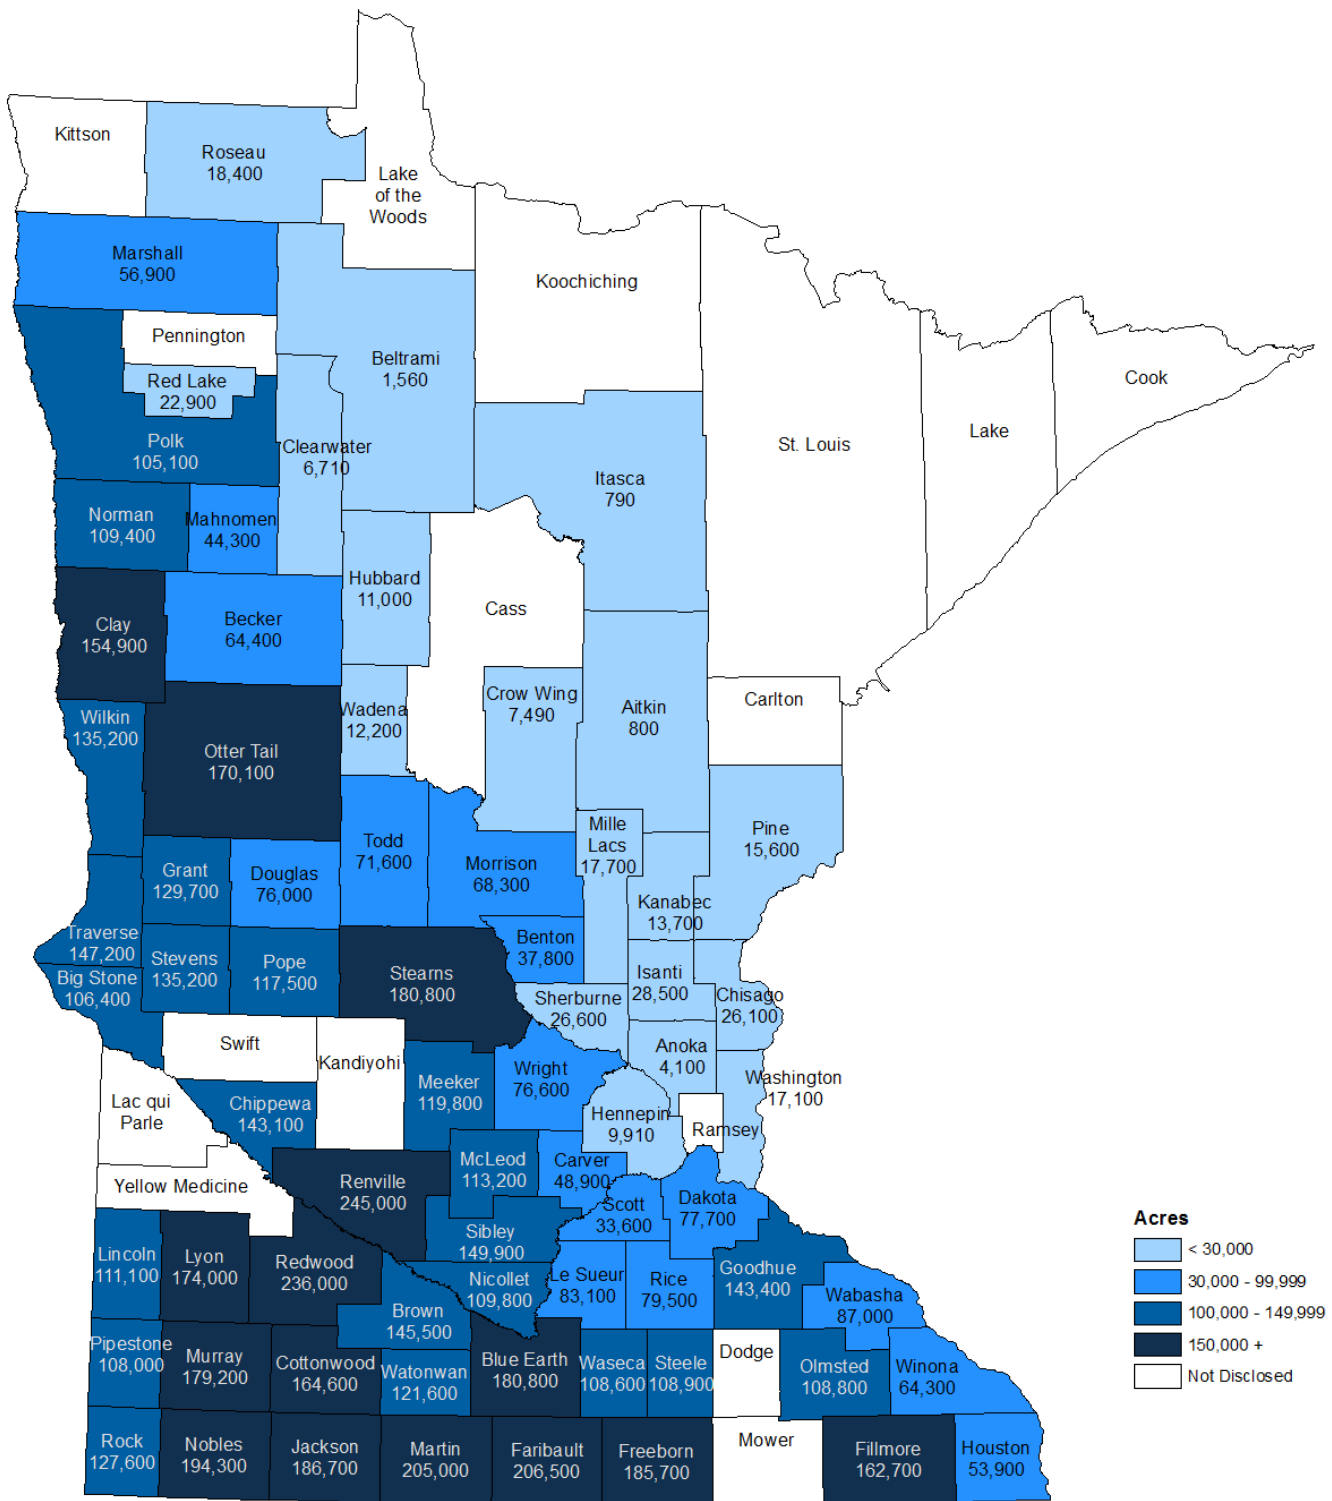 Kittson
Roseau
18,400
Lake
of the
Woods
Marshall
56,900
Koochiching
Pennington
Beltrami
1,560
Red Lake
22,900
Cook
Lake
St. Louis
Polk
105,100
Clearwater
6,710
Itasca
790
Norman
109,400
Mahnomen
44,300
Hubbard
11,000
Cass
Clay
154,900
Becker
64,400
Crow Wing
7,490
Aitkin
800
Carlton
Wilkin
135,200
Wadena
12,200
Otter Tail
170,100
Mille
Lacs
17,700
Pine
15,600
Todd
71,600
Morrison
68,300
Grant
129,700
Douglas
76,000
Kanabec
13,700
Traverse
147,200
Benton
37,800
Stevens
135,200
Pope
117,500
Stearns
180,800
Isanti
28,500
Big Stone
106,400
Sherburne
26,600
Chisago
26,100
Swift
Kandiyohi
Anoka
4,100
Wright
76,600
Meeker
119,800
Washington
17,100
Lac qui
Parle
Chippewa
143,100
Hennepin
9,910
Ramsey
McLeod
113,200
Carver
48,900
Yellow Medicine
Renville
245,000
Scott
33,600
Dakota
77,700
Acres
< 30,000
30,000 - 99,999
100,000 - 149,999
150,000 +
Not Disclosed
Sibley
149,900
Lincoln
111,100
Lyon
174,000
Redwood
236,000
Nicollet
109,800
Le Sueur
83,100
Rice
79,500
Goodhue
143,400
Wabasha
87,000
Brown
145,500
Pipestone
108,000
Murray
179,200
Cottonwood
164,600
Watonwan
121,600
Blue Earth
180,800
Waseca
108,600
Steele
108,900
Dodge
Olmsted
108,800
Winona
64,300
Rock
127,600
Nobles
194,300
Jackson
186,700
Martin
205,000
Faribault
206,500
Freeborn
185,700
Mower
Fillmore
162,700
Houston
53,900